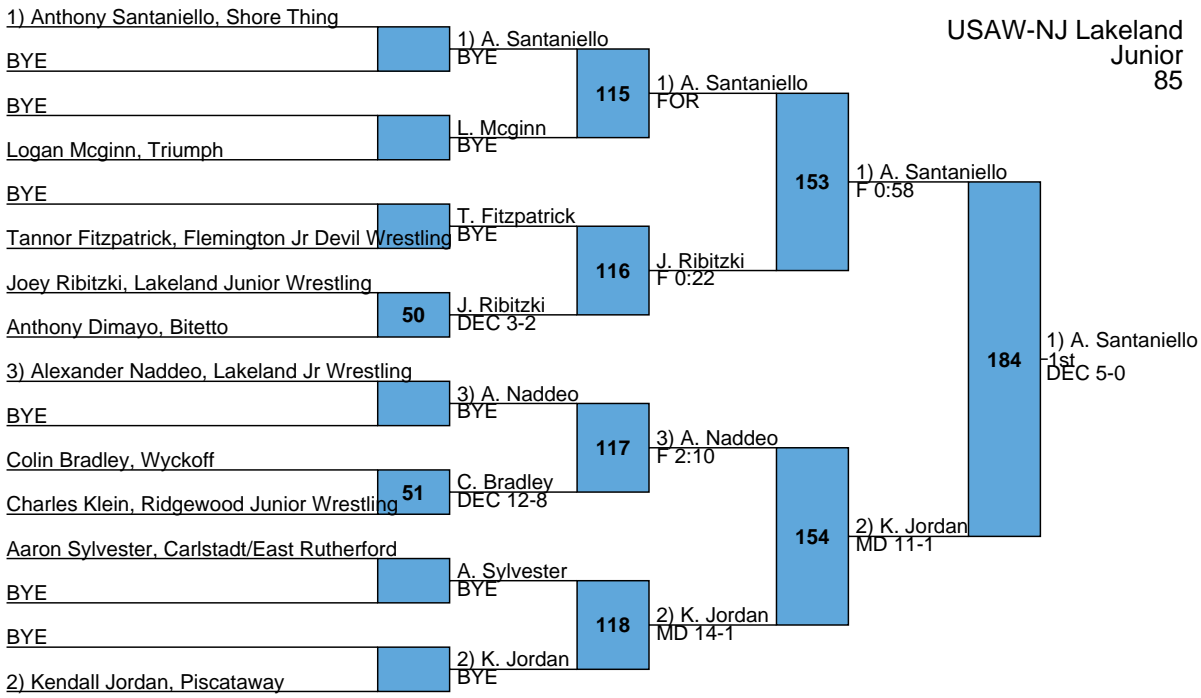 USAW-NJ Lakeland
Junior
85
1) Anthony Santaniello, Shore Thing
BYE
BYE
Logan Mcginn, Triumph
BYE
Tannor Fitzpatrick, Flemington Jr Devil Wrestling
Joey Ribitzki, Lakeland Junior Wrestling
Anthony Dimayo, Bitetto
3) Alexander Naddeo, Lakeland Jr Wrestling
BYE
Colin Bradley, Wyckoff
Charles Klein, Ridgewood Junior Wrestling
Aaron Sylvester, Carlstadt/East Rutherford
BYE
BYE
2) Kendall Jordan, Piscataway
50
51
1) A. Santaniello
BYE
L. Mcginn
BYE
T. Fitzpatrick
BYE
J. Ribitzki
DEC 3-2
3) A. Naddeo
BYE
C. Bradley
DEC 12-8
A. Sylvester
BYE
2) K. Jordan
BYE
115
116
117
118
1) A. Santaniello
FOR
J. Ribitzki
F 0:22
3) A. Naddeo
F 2:10
2) K. Jordan
MD 14-1
153
154
1) A. Santaniello
F 0:58
2) K. Jordan
MD 11-1
184
1) A. Santaniello
1st
DEC 5-0